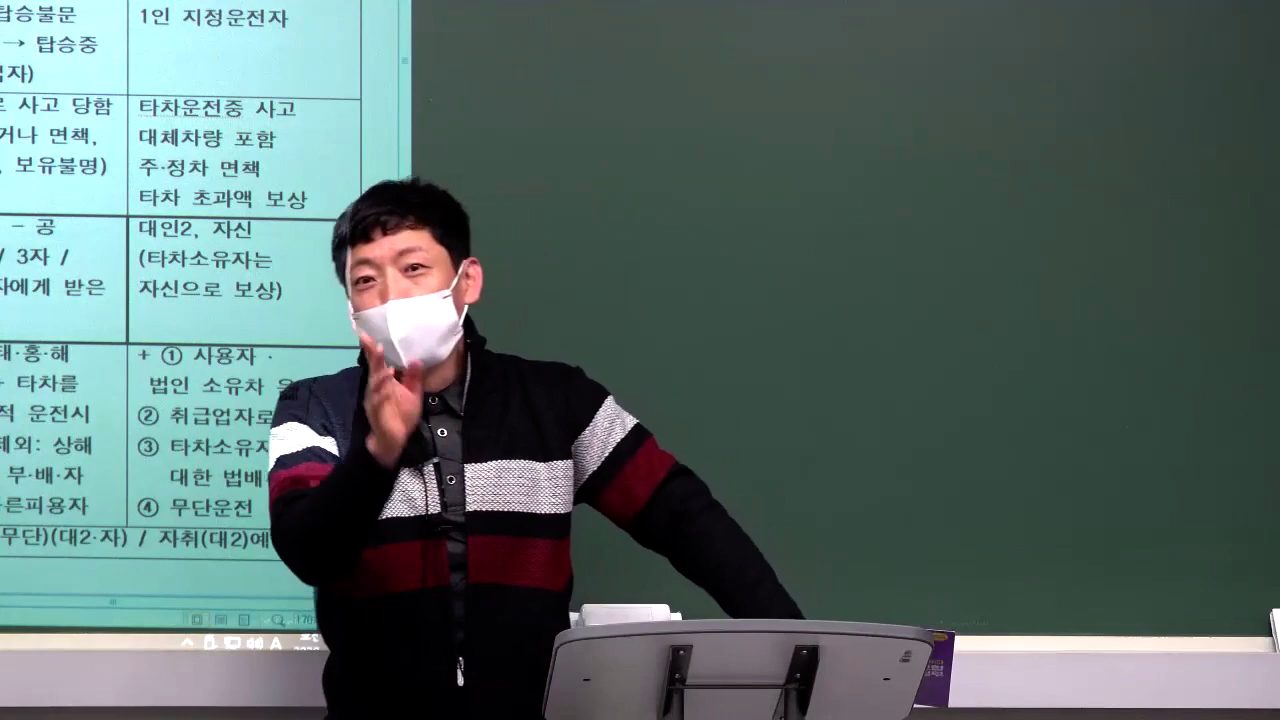 탑승불문
→ 탑승중
자)
1인 지정운전자
사고 당함
거나 면책,
보유불명)
타차운전중 사고
대체차량 포함
주·정차 면책
타차 초과액 보상
- 공
/ 3자 /
자에게 받은
대인2, 자신
(타차소유자는
자신으로 보상)
태·홍·해
타차를
적 운전시
제외: 상해
부·배·자
른피용자
+ ① 사용자 ·
법인 소유차
② 취급업자로
③ 타차소유자
대한 법배
④ 무단운전
무단)(대2·자) / 자취(대2)예
A